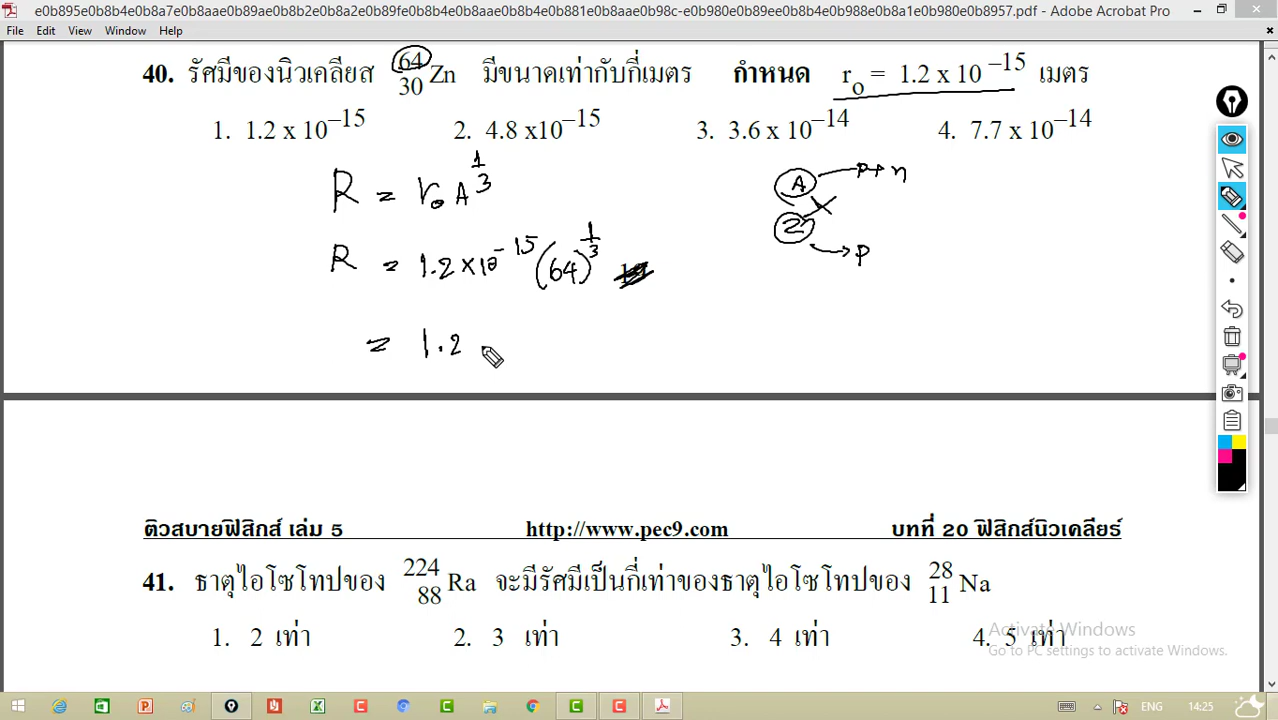 e0b895e0b8b4e0b8a7e0b8aae0b89ae0b8b2e0b8a2e0b89fe0b8b4e0b8aae0b8b4e0b881e0b8aae0b98c-e0b980e0b89ee0b4e0b988e0b8a1e0b980e0b8957.pdf - Adobe Acrobat Pro
File Edit View Window Help
40. รัศมีของนิวเคลียส 64 30 Zn มีขนาดเท่ากับกี่เมตร กำหนด r o = 1.2 x 10 –15 เมตร
1. 1.2 x 10–15 2. 4.8 x10–15 3. 3.6 x 10–14 4. 7.7 x 10–14
R = r₀ A 1/3
A → p+n
R = 1.2×10-15 (64) 1/3
Z → p
= 1.2
ติวสบายฟิสิกส์ เล่ม 5 http://www.pec9.com บทที่ 20 ฟิสิกส์นิวเคลียร์
41. ธาตุไอโซโทปของ 224 88 Ra จะมีรัศมีเป็นกี่เท่าของธาตุไอโซโทปของ 28 11 Na
1. 2 เท่า 2. 3 เท่า 3. 4 เท่า 4. 5 เท่า
Activate Windows
Go to PC settings to activate Windows.
ENG 14:25